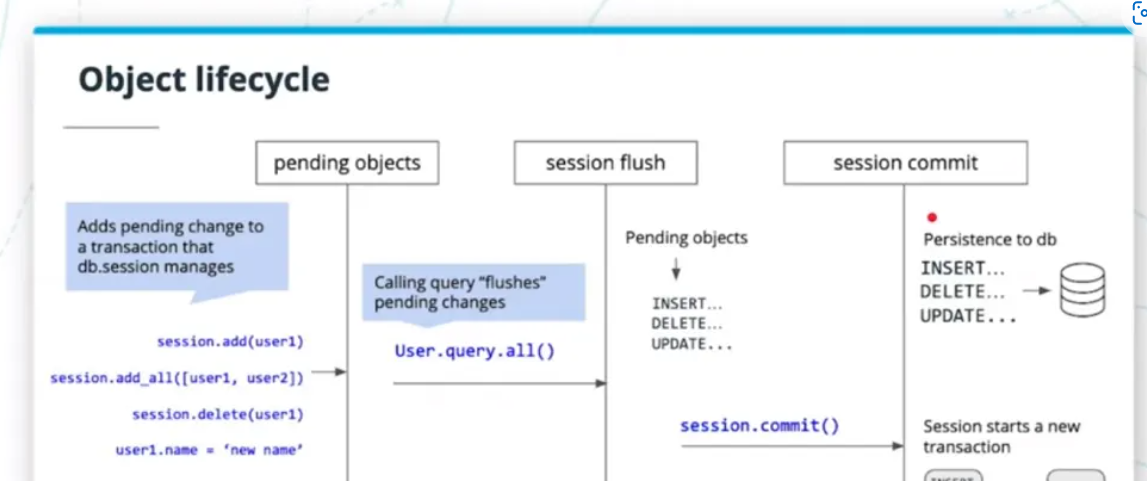 Object lifecycle
pending objects
session flush
session commit
Adds pending change to
a transaction that
db.session manages
Calling query “flushes”
pending changes
Pending objects
INSERT...
DELETE...
UPDATE...
Persistence to db
INSERT...
DELETE...
UPDATE...
session.add(user1)
session.add_all([user1, user2])
session.delete(user1)
user1.name = ‘new name’
User.query.all()
session.commit()
Session starts a new
transaction